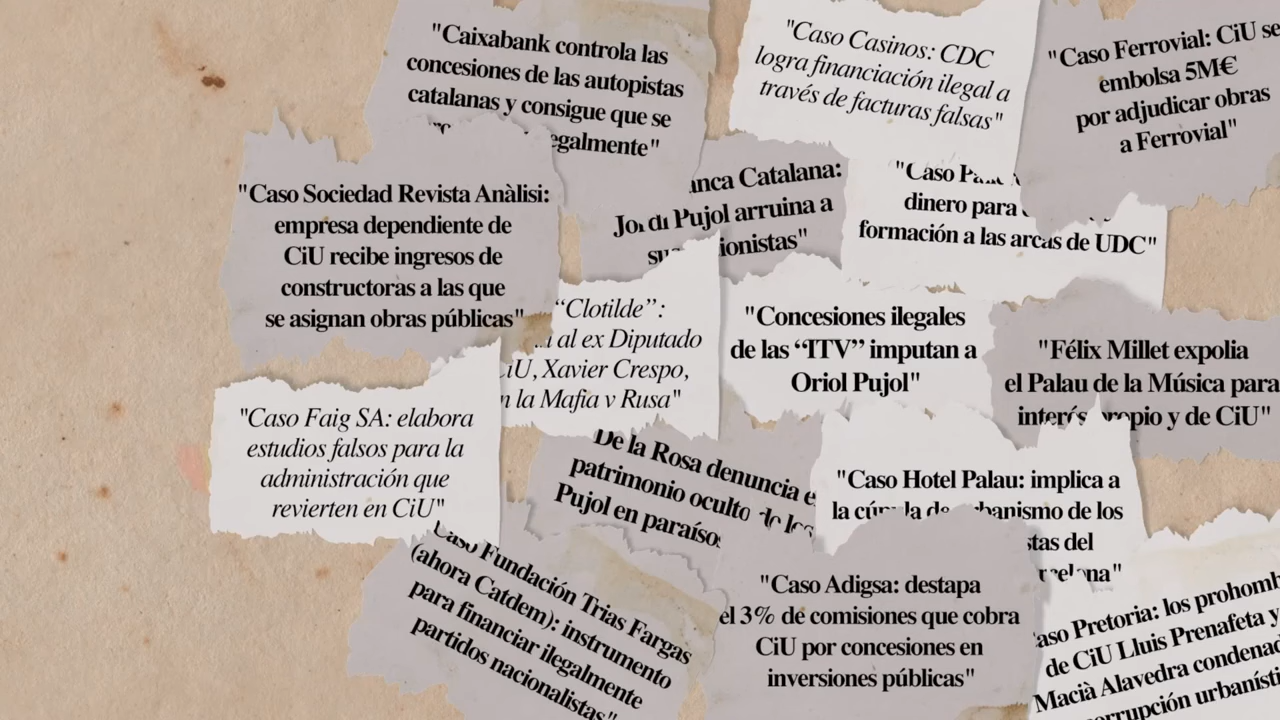 "Caixabank controla las
concesiones de las autopistas
catalanas y consigue que se
egalmente"
"Caso Casinos: CDC
logra financiación ilegal a
través de facturas falsas"
"Caso Ferrovial: CiU se
embolsa 5M€
por adjudicar obras
a Ferrovial"
"Caso Sociedad Revista Anàlisi:
empresa dependiente de
CiU recibe ingresos de
constructoras a las que
se asignan obras públicas"
anca Catalana:
Jordi Pujol arruina a
ionistas"
"Caso
dinero para
formación a las arcas de UDC"
“Clotilde”:
al ex Diputado
CiU, Xavier Crespo,
n la Mafia y Rusa"
"Concesiones ilegales
de las “ITV” imputan a
Oriol Pujol"
"Félix Millet expolia
el Palau de la Música para
interés propio y de CiU"
"Caso Faig SA: elabora
estudios falsos para la
administración que
revierten en CiU"
De la Rosa denuncia e
patrimonio oculto de los
Pujol en paraísos
"Caso Hotel Palau: implica a
la cúpula de urbanismo de los
stas del
rcelona"
Caso Fundación Trias Fargas
(ahora Catdem): instrumento
para financiar ilegalmente
partidos nacionalistas"
"Caso Adigsa: destapa
el 3% de comisiones que cobra
CiU por concesiones en
inversiones públicas"
aso Pretoria: los prohomb
de CiU Lluis Prenafeta y
Macià Alavedra condenad
corrupción urbanísti